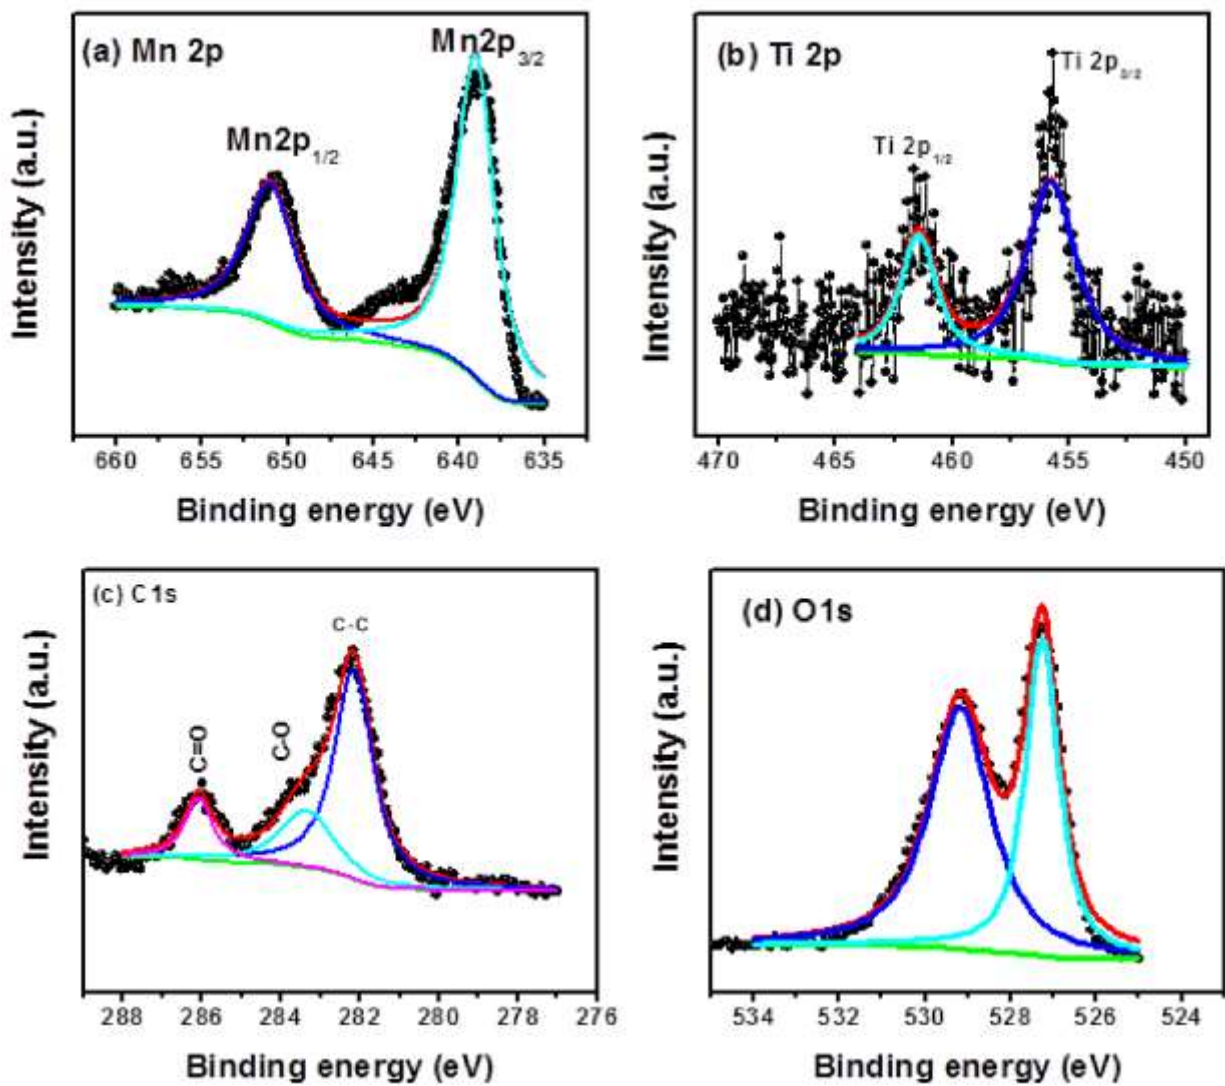 (a) Mn 2p
Mn2p3/2
Mn2p1/2
Intensity (a.u.)
660 655 650 645 640 635
Binding energy (eV)
(b) Ti 2p
Ti 2p3/2
Ti 2p1/2
Intensity (a.u.)
470 465 460 455 450
Binding energy (eV)
(c) C1s
C-C
C-O
C=O
Intensity (a.u.)
288 286 284 282 280 278 276
Binding energy (eV)
(d) O1s
Intensity (a.u.)
534 532 530 528 526 524
Binding energy (eV)